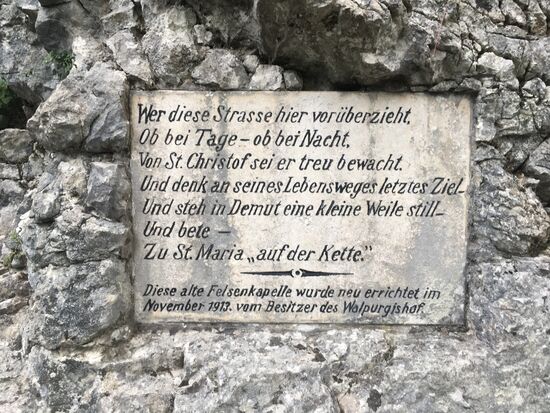 Wer diese Strasse hier vorüberzieht,
Ob bei Tage – ob bei Nacht,
Von St. Christof sei er treu bewacht.
Und denk an seines Lebensweges letztes Ziel –
Und steh in Demut eine kleine Weile still –
Und bete –
Zu St. Maria „auf der Kette."
Diese alte Felsenkapelle wurde neu errichtet im
November 1913. vom Besitzer des Walpurgishof.